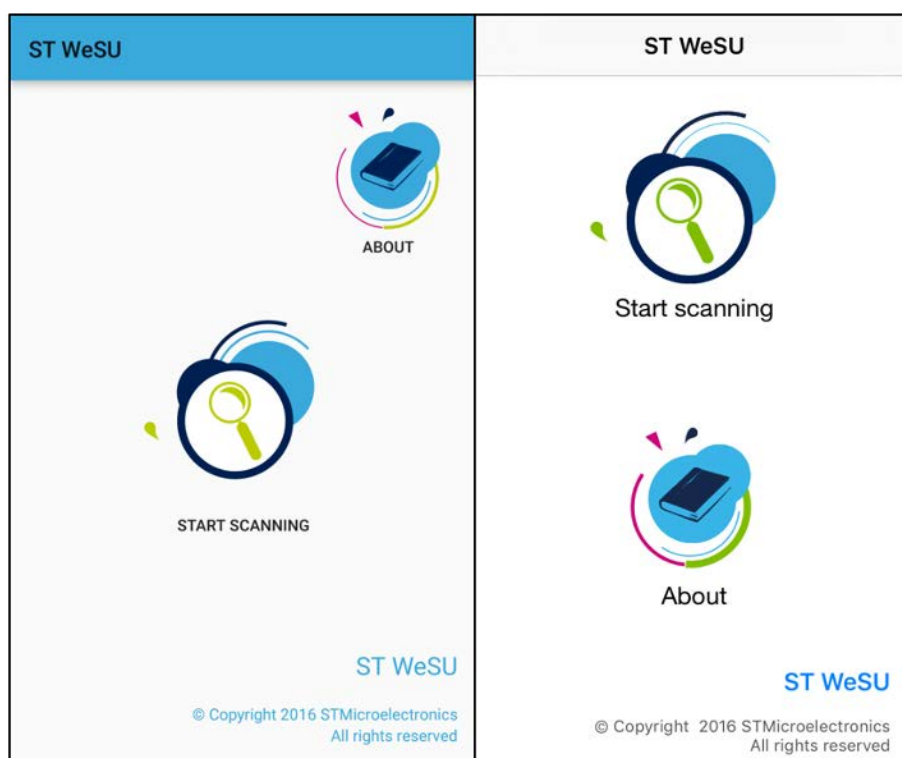 ST WeSU
ABOUT
START SCANNING
ST WeSU
© Copyright 2016 STMicroelectronics
All rights reserved
ST WeSU
Start scanning
About
ST WeSU
© Copyright 2016 STMicroelectronics
All rights reserved